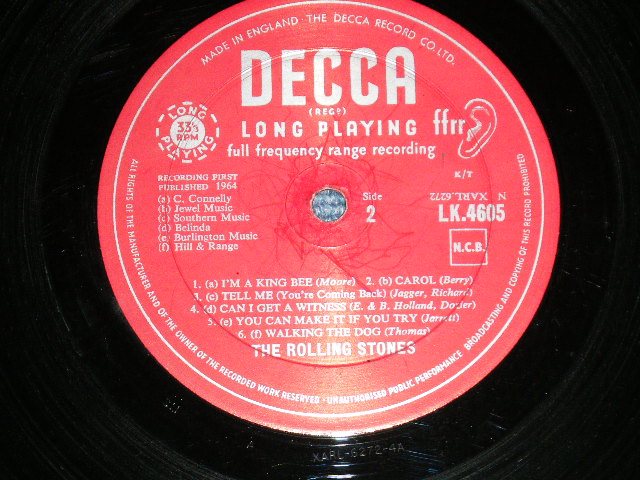 MADE IN ENGLAND · THE DECCA RECORD CO LTD.
DECCA
(REGD)
LONG PLAYING
ffrr
full frequency range recording
LONG 33⅓ RPM PLAYING
RECORDING FIRST
PUBLISHED 1964
(a) C. Connelly
(b) Jewel Music
(c) Southern Music
(d) Belinda
(e) Burlington Music
(f) Hill & Range
Side
2
K/T
N XARL.6272
LK.4605
N.C.B.
1. (a) I'M A KING BEE (Moore) 2. (b) CAROL (Berry)
3. (c) TELL ME (You're Coming Back) (Jagger, Richard)
4. (d) CAN I GET A WITNESS (E. & B. Holland, Dozier)
5. (e) YOU CAN MAKE IT IF YOU TRY (Jarrett)
6. (f) WALKING THE DOG (Thomas)
THE ROLLING STONES
ALL RIGHTS OF THE MANUFACTURER AND OF THE OWNER OF THE RECORDED WORK RESERVED · UNAUTHORISED PUBLIC PERFORMANCE BROADCASTING AND COPYING OF THIS RECORD PROHIBITED
XARL-6272-4A